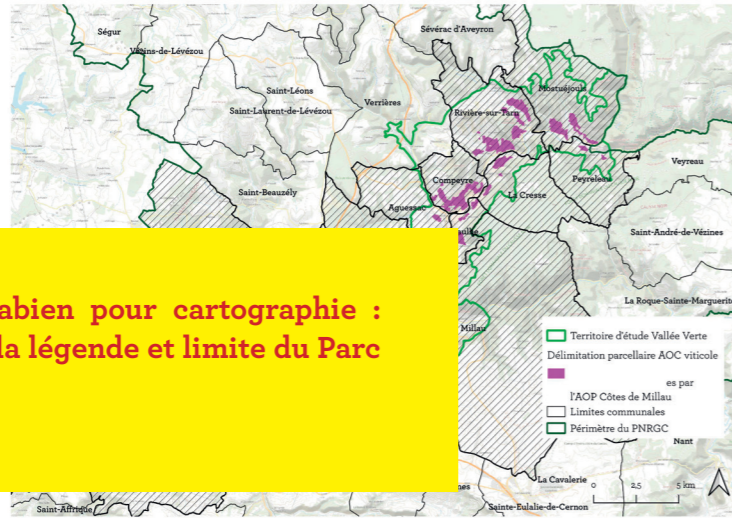 Ségur
Sévérac d'Aveyron
Vézins-de-Lévézou
Saint-Léons
Mostuéjouls
Saint-Laurent-de-Lévézou
Verrières
Rivière-sur-Tarn
Veyreau
Compeyre
Peyreleau
Saint-Beauzély
La Cresse
Aguessac
Saint-André-de-Vézines
abien pour cartographie :
la légende et limite du Parc
La Roque-Sainte-Marguerite
Millau
Territoire d'étude Vallée Verte
Délimitation parcellaire AOC viticole
es par
l'AOP Côtes de Millau
Limites communales
Périmètre du PNRGC
Nant
La Cavalerie
nes
0 2,5 5 km
Saint-Affrique
Sainte-Eulalie-de-Cernon